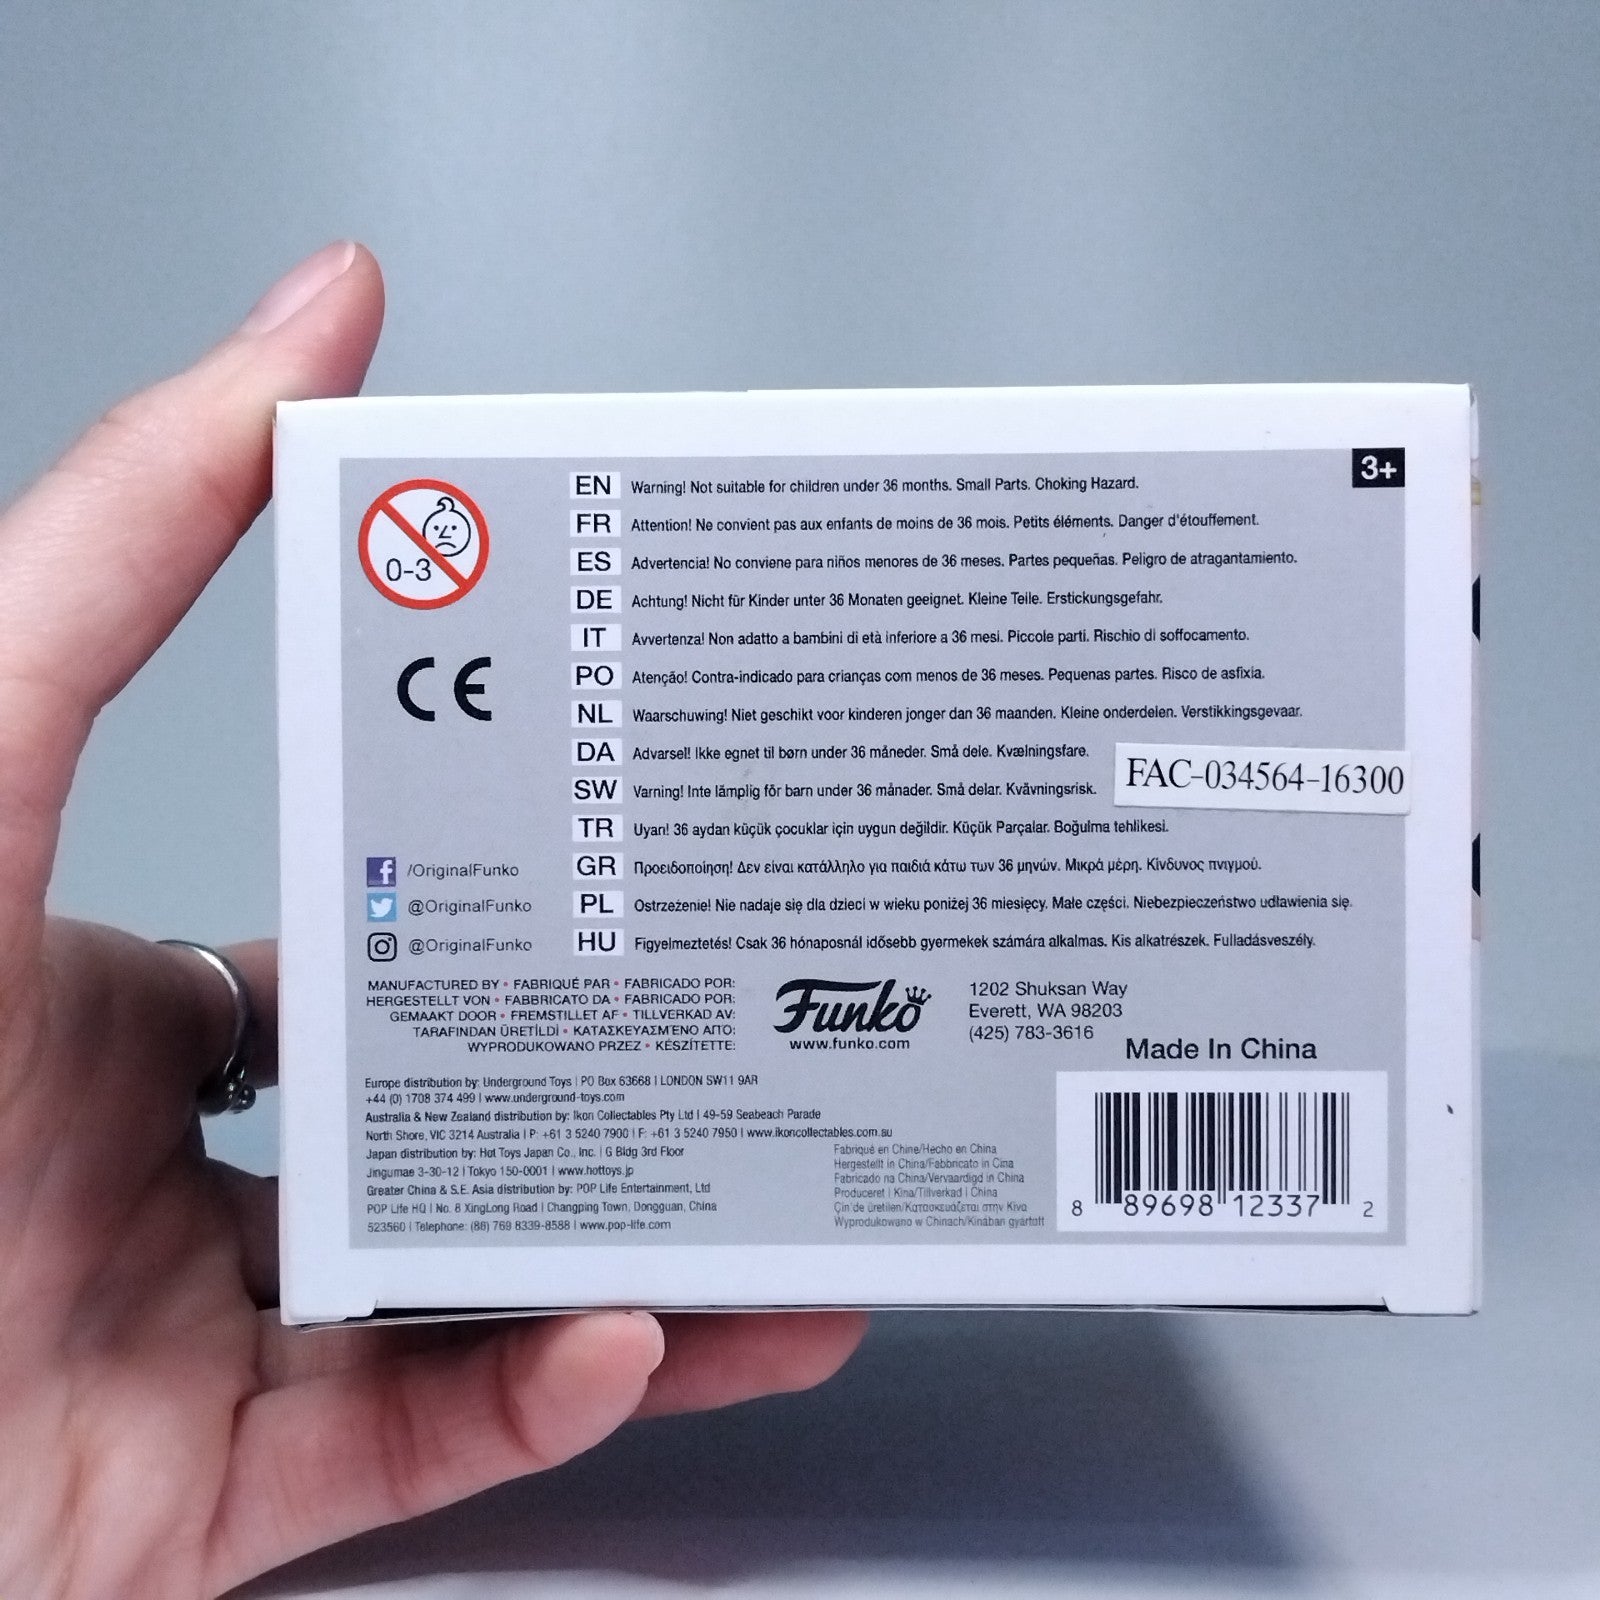 3+
0-3
EN Warning! Not suitable for children under 36 months. Small Parts. Choking Hazard.
FR Attention! Ne convient pas aux enfants de moins de 36 mois. Petits éléments. Danger d'étouffement.
ES Advertencia! No conviene para niños menores de 36 meses. Partes pequeñas. Peligro de atragantamiento.
DE Achtung! Nicht für Kinder unter 36 Monaten geeignet. Kleine Teile. Erstickungsgefahr.
IT Avvertenza! Non adatto a bambini di età inferiore a 36 mesi. Piccole parti. Rischio di soffocamento.
PO Atenção! Contra-indicado para crianças com menos de 36 meses. Pequenas partes. Risco de asfixia.
NL Waarschuwing! Niet geschikt voor kinderen jonger dan 36 maanden. Kleine onderdelen. Verstikkingsgevaar.
DA Advarsel! Ikke egnet til børn under 36 måneder. Små dele. Kvælningsfare.
SW Varning! Inte lämplig för barn under 36 månader. Små delar. Kvävningsrisk.
TR Uyan! 36 aydan küçük çocuklar için uygun değildir. Küçük Parçalar. Boğulma tehlikesi.
GR Προειδοποίηση! Δεν είναι κατάλληλο για παιδιά κάτω των 36 μηνών. Μικρά μέρη. Κίνδυνος πνιγμού.
PL Ostrzeżenie! Nie nadaje się dla dzieci w wieku poniżej 36 miesięcy. Małe części. Niebezpieczeństwo udławienia się.
HU Figyelmeztetés! Csak 36 hónaposnál idősebb gyermekek számára alkalmas. Kis alkatrészek. Fulladásveszély.
CE
FAC-034564-16300
/OriginalFunko
@OriginalFunko
@OriginalFunko
MANUFACTURED BY • FABRIQUÉ PAR • FABRICADO POR:
HERGESTELLT VON • FABBRICATO DA • FABRICADO POR:
GEMAAKT DOOR • FREMSTILLET AF • TILLVERKAD AV:
TARAFINDAN ÜRETİLDİ • ΚΑΤΑΣΚΕΥΑΣΜΈΝΟ ΑΠΌ:
WYPRODUKOWANO PRZEZ • KÉSZÍTETTE:
Funko
www.funko.com
1202 Shuksan Way
Everett, WA 98203
(425) 783-3616
Made In China
Europe distribution by: Underground Toys | PO Box 63668 | LONDON SW11 9AR
+44 (0) 1708 374 499 | www.underground-toys.com
Australia & New Zealand distribution by: Ikon Collectables Pty Ltd | 49-59 Seabeach Parade
North Shore, VIC 3214 Australia | P: +61 3 5240 7900 | F: +61 3 5240 7950 | www.ikoncollectables.com.au
Japan distribution by: Hot Toys Japan Co., Inc. | G Bldg 3rd Floor
Jingumae 3-30-12 | Tokyo 150-0001 | www.hottoys.jp
Greater China & S.E. Asia distribution by: POP Life Entertainment, Ltd
POP Life HQ | No. 8 XingLong Road | Changping Town, Dongguan, China
523560 | Telephone: (86) 769 8339-8588 | www.pop-life.com
Fabriqué en Chine/Hecho en China
Hergestellt in China/Fabbricato in Cina
Fabricado na China/Vervaardigd in China
Produceret i Kina/Tillverkad i China
Çin'de üretilen/Κατασκευάζεται στην Κίνα
Wyprodukowano w Chinach/Kínában gyártott
8 89698 12337 2